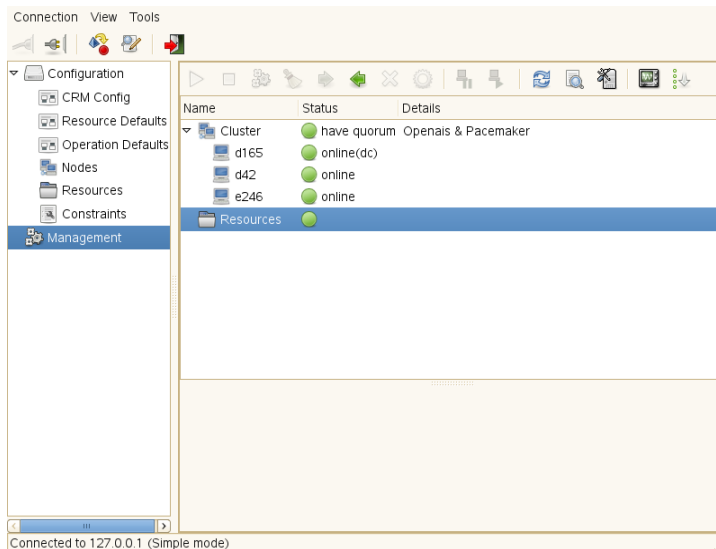 Connection View Tools
Configuration
CRM Config
Resource Defaults
Operation Defaults
Nodes
Resources
Constraints
Management
Name Status Details
Cluster have quorum Openais & Pacemaker
d165 online(dc)
d42 online
e246 online
Resources
Connected to 127.0.0.1 (Simple mode)